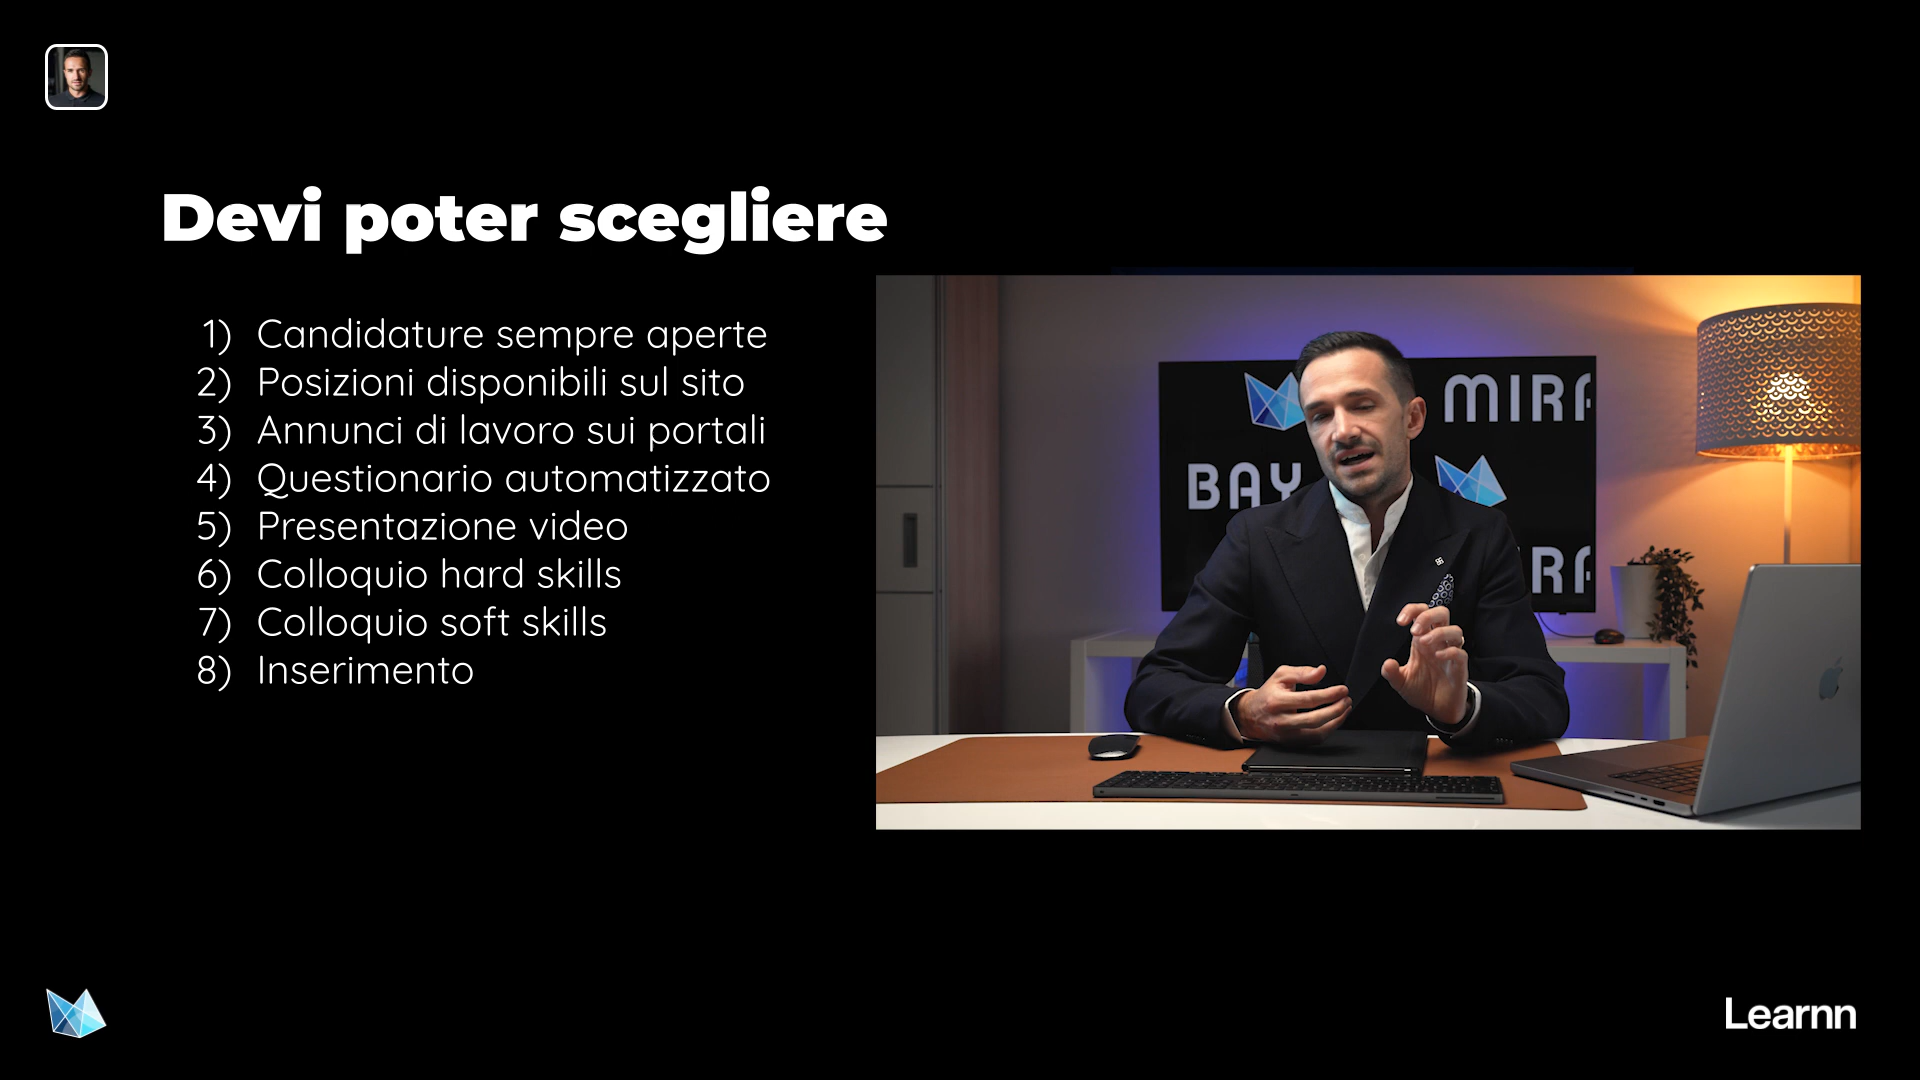 Devi poter scegliere
1) Candidature sempre aperte
2) Posizioni disponibili sul sito
3) Annunci di lavoro sui portali
4) Questionario automatizzato
5) Presentazione video
6) Colloquio hard skills
7) Colloquio soft skills
8) Inserimento
MIRA
BAY
RA
Learnn